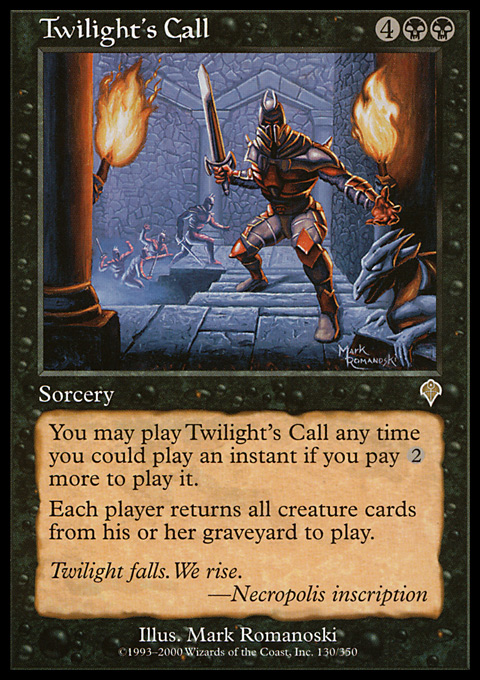 Twilight's Call 4
Mark
Romanoski
Sorcery
You may play Twilight's Call any time
you could play an instant if you pay 2
more to play it.
Each player returns all creature cards
from his or her graveyard to play.
Twilight falls. We rise.
—Necropolis inscription
Illus. Mark Romanoski
©1993–2000 Wizards of the Coast, Inc. 130/350